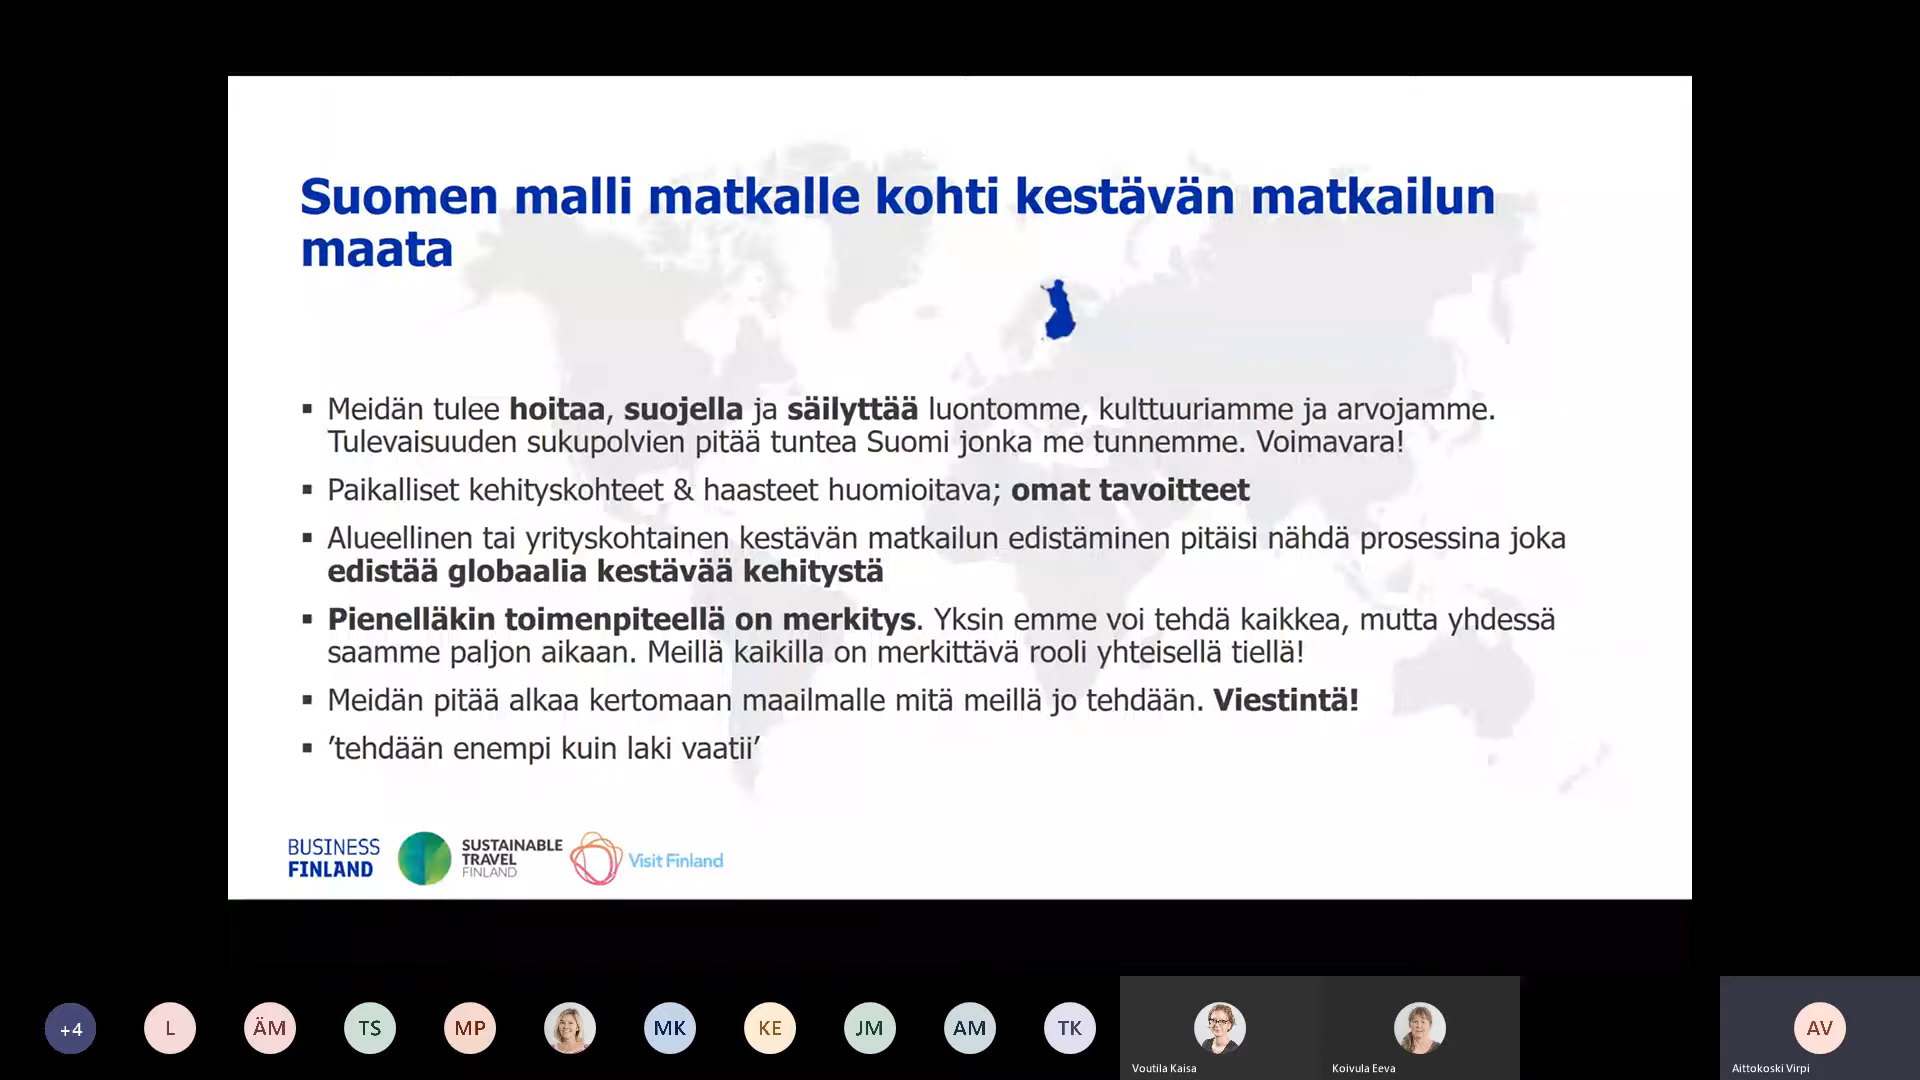 Suomen malli matkalle kohti kestävän matkailun
maata
▪ Meidän tulee hoitaa, suojella ja säilyttää luontomme, kulttuuriamme ja arvojamme.
Tulevaisuuden sukupolvien pitää tuntea Suomi jonka me tunnemme. Voimavara!
▪ Paikalliset kehityskohteet & haasteet huomioitava; omat tavoitteet
▪ Alueellinen tai yrityskohtainen kestävän matkailun edistäminen pitäisi nähdä prosessina joka
edistää globaalia kestävää kehitystä
▪ Pienelläkin toimenpiteellä on merkitys. Yksin emme voi tehdä kaikkea, mutta yhdessä
saamme paljon aikaan. Meillä kaikilla on merkittävä rooli yhteisellä tiellä!
▪ Meidän pitää alkaa kertomaan maailmalle mitä meillä jo tehdään. Viestintä!
▪ ’tehdään enempi kuin laki vaatii’
BUSINESS
FINLAND
SUSTAINABLE
TRAVEL
FINLAND
Visit Finland
+4 L ÄM TS MP MK KE JM AM TK AV
Voutila Kaisa Koivula Eeva Aittokoski Virpi